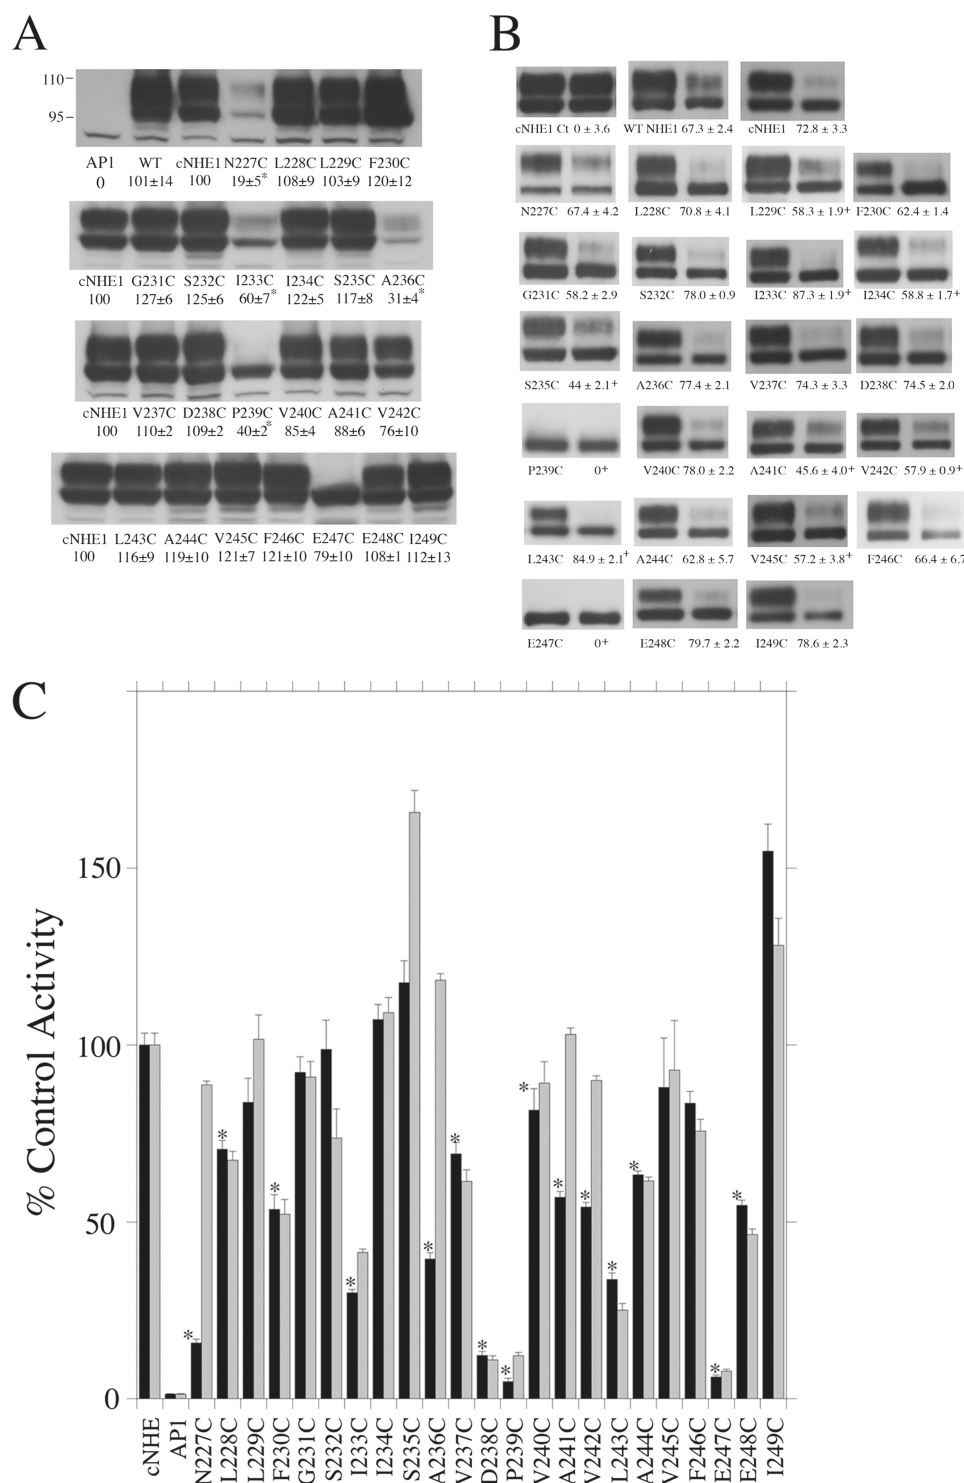 A
110
95
AP1 WT cNHE1 N227C L228C L229C F230C
0 101±14 100 19±5* 108±9 103±9 120±12
cNHE1 G231C S232C I233C I234C S235C A236C
100 127±6 125±6 60±7* 122±5 117±8 31±4*
cNHE1 V237C D238C P239C V240C A241C V242C
100 110±2 109±2 40±2* 85±4 88±6 76±10
cNHE1 L243C A244C V245C F246C E247C E248C I249C
100 116±9 119±10 121±7 121±10 79±10 108±1 112±13
B
cNHE1 Ct 0 ± 3.6 WT NHE1 67.3 ± 2.4 cNHE1 72.8 ± 3.3
N227C 67.4 ± 4.2 L228C 70.8 ± 4.1 L229C 58.3 ± 1.9+ F230C 62.4 ± 1.4
G231C 58.2 ± 2.9 S232C 78.0 ± 0.9 I233C 87.3 ± 1.9+ I234C 58.8 ± 1.7+
S235C 44 ± 2.1+ A236C 77.4 ± 2.1 V237C 74.3 ± 3.3 D238C 74.5 ± 2.0
P239C 0+ V240C 78.0 ± 2.2 A241C 45.6 ± 4.0+ V242C 57.9 ± 0.9+
L243C 84.9 ± 2.1+ A244C 62.8 ± 5.7 V245C 57.2 ± 3.8+ F246C 66.4 ± 6.7
E247C 0+ E248C 79.7 ± 2.2 I249C 78.6 ± 2.3
C
% Control Activity
150
100
50
0
* * * * * * * * * * * * * * *
cNHE AP1 N227C L228C L229C F230C G231C S232C I233C I234C S235C A236C V237C D238C P239C V240C A241C V242C L243C A244C V245C F246C E247C E248C I249C